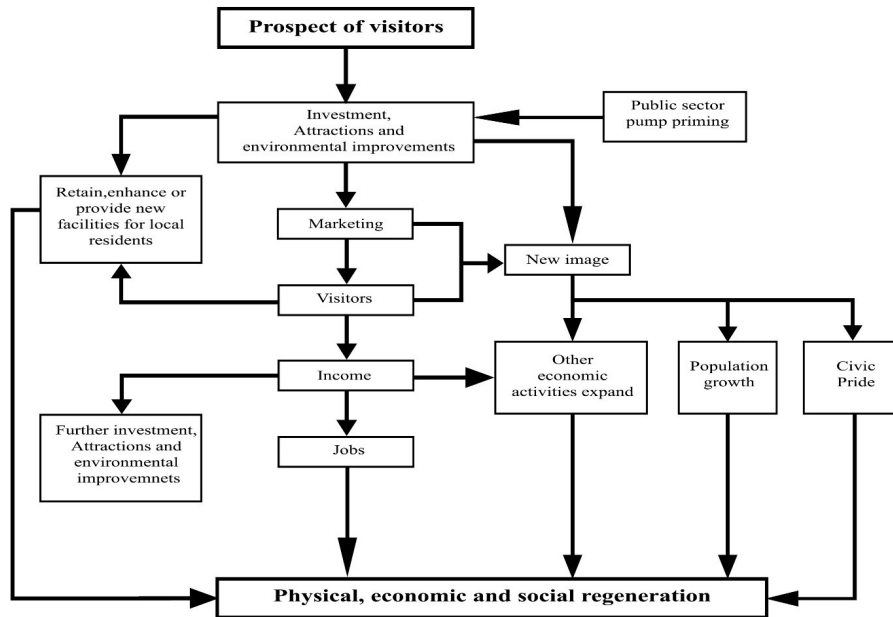 Prospect of visitors
Investment,
Attractions and
environmental improvements
Public sector
pump priming
Retain,enhance or
provide new
facilities for local
residents
Marketing
New image
Visitors
Income
Other
economic
activities expand
Population
growth
Civic
Pride
Further investment,
Attractions and
environmental
improvemnets
Jobs
Physical, economic and social regeneration